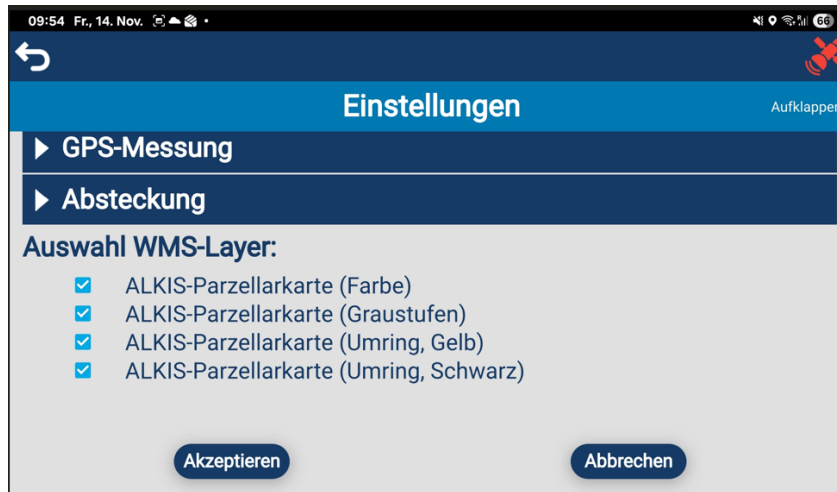 09:54 Fr., 14. Nov.
66
Einstellungen
Aufklappen
GPS-Messung
Absteckung
Auswahl WMS-Layer:
ALKIS-Parzellarkarte (Farbe)
ALKIS-Parzellarkarte (Graustufen)
ALKIS-Parzellarkarte (Umring, Gelb)
ALKIS-Parzellarkarte (Umring, Schwarz)
Akzeptieren
Abbrechen